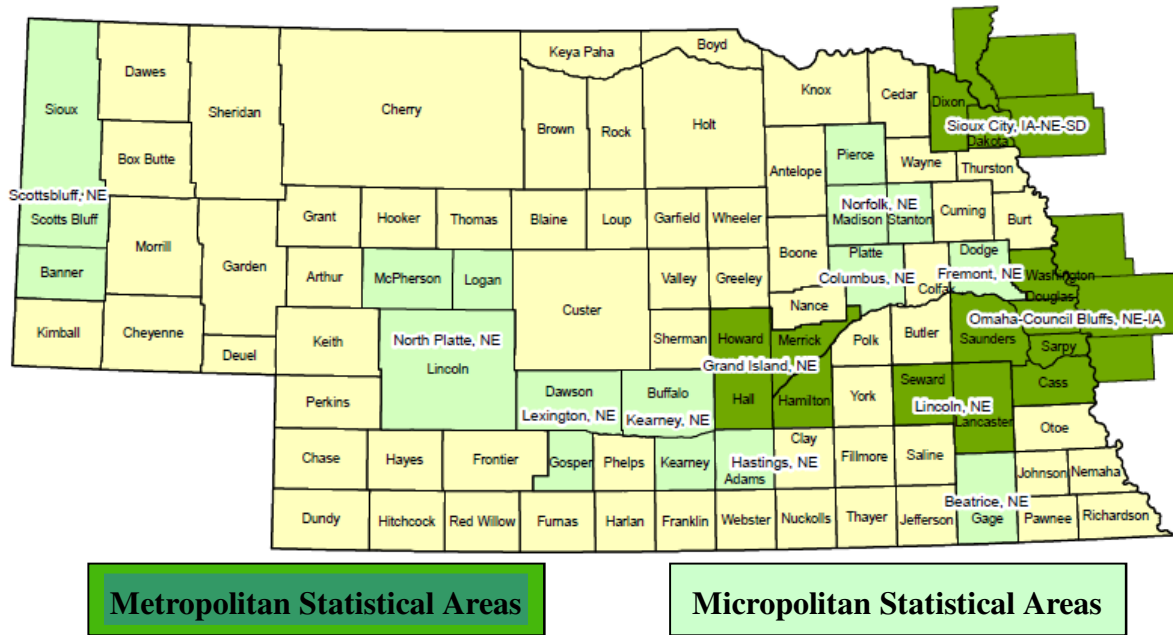 Keya Paha
Boyd
Dawes
Sioux
Sheridan
Cherry
Brown
Rock
Holt
Knox
Cedar
Dixon
Sioux City, IA-NE-SD
Dakota
Box Butte
Antelope
Pierce
Wayne
Thurston
Scottsbluff, NE
Scotts Bluff
Grant
Hooker
Thomas
Blaine
Loup
Garfield
Wheeler
Norfolk, NE
Madison
Stanton
Cuming
Burt
Morrill
Banner
Garden
Arthur
McPherson
Logan
Custer
Valley
Greeley
Boone
Platte
Columbus, NE
Colfax
Dodge
Fremont, NE
Washington
Douglas
Kimball
Cheyenne
Deuel
Keith
North Platte, NE
Lincoln
Sherman
Howard
Nance
Merrick
Polk
Butler
Saunders
Omaha-Council Bluffs, NE-IA
Sarpy
Grand Island, NE
Perkins
Dawson
Lexington, NE
Buffalo
Kearney, NE
Hall
Hamilton
York
Seward
Lincoln, NE
Lancaster
Cass
Otoe
Chase
Hayes
Frontier
Gosper
Phelps
Kearney
Hastings, NE
Adams
Clay
Fillmore
Saline
Johnson
Nemaha
Beatrice, NE
Gage
Dundy
Hitchcock
Red Willow
Furnas
Harlan
Franklin
Webster
Nuckolls
Thayer
Jefferson
Pawnee
Richardson
Metropolitan Statistical Areas
Micropolitan Statistical Areas